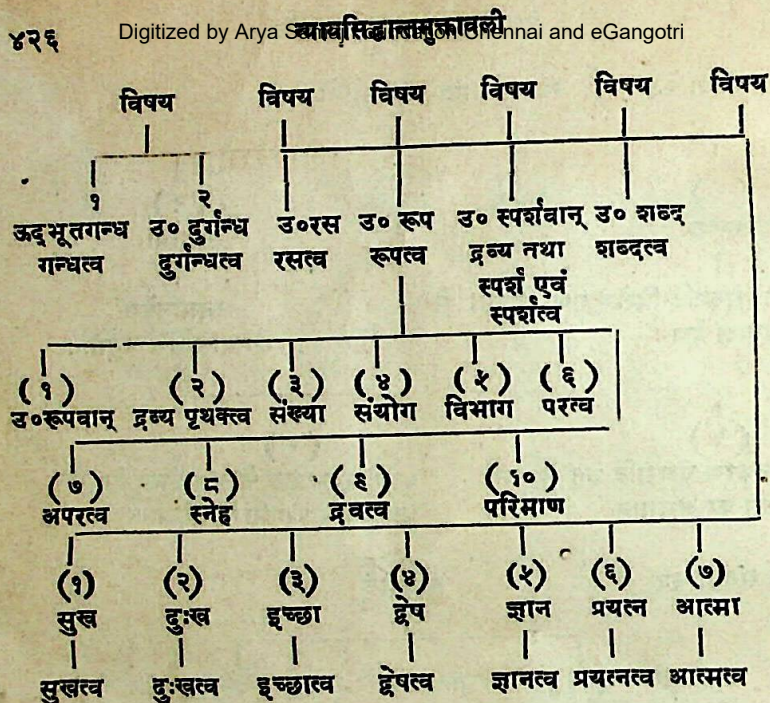 ४२६ न्यायसिद्धान्तमुक्तावली
Digitized by Arya Samaj Foundation Chennai and eGangotri
विषय विषय विषय विषय विषय विषय
१ २
ऊद्भूतगन्ध उ० दुर्गन्ध उ०रस उ० रूप उ० स्पर्शवान् उ० शब्द
गन्धत्व दुर्गन्धत्व रसत्व रूपत्व द्रव्य नथा शब्दत्व
स्पर्श एवं
स्पर्शत्व
(१) (२) (३) (४) (५) (६)
उ०रूपवान् द्रव्य पृथक्त्व संख्या संयोग विभाग परत्व
(७) (८) (९) (१०)
अपरत्व स्नेह द्रवत्व परिमाण
(१) (२) (३) (४) (५) (६) (७)
सुख दुःख इच्छा द्वेष ज्ञान प्रयत्न आत्मा
सुखत्व दुःखत्व इच्छात्व द्वेषत्व ज्ञानत्व प्रयत्नत्व आत्मत्व